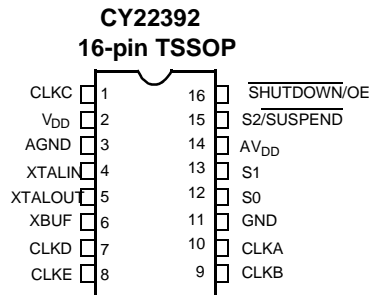 CY22392
16-pin TSSOP
CLKC 1 16 SHUTDOWN/OE
VDD 2 15 S2/SUSPEND
AGND 3 14 AVDD
XTALIN 4 13 S1
XTALOUT 5 12 S0
XBUF 6 11 GND
CLKD 7 10 CLKA
CLKE 8 9 CLKB